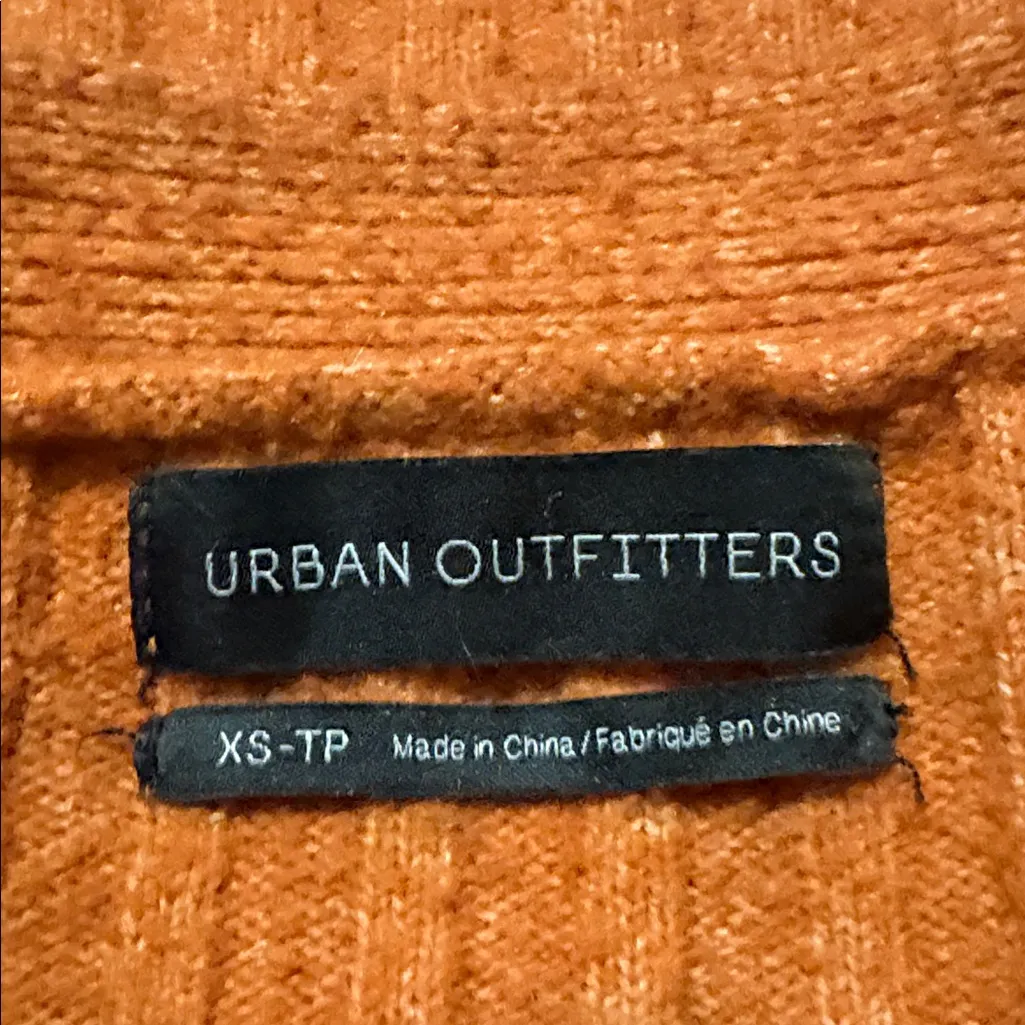 URBAN OUTFITTERS
XS-TP Made in China/Fabriqué en Chine